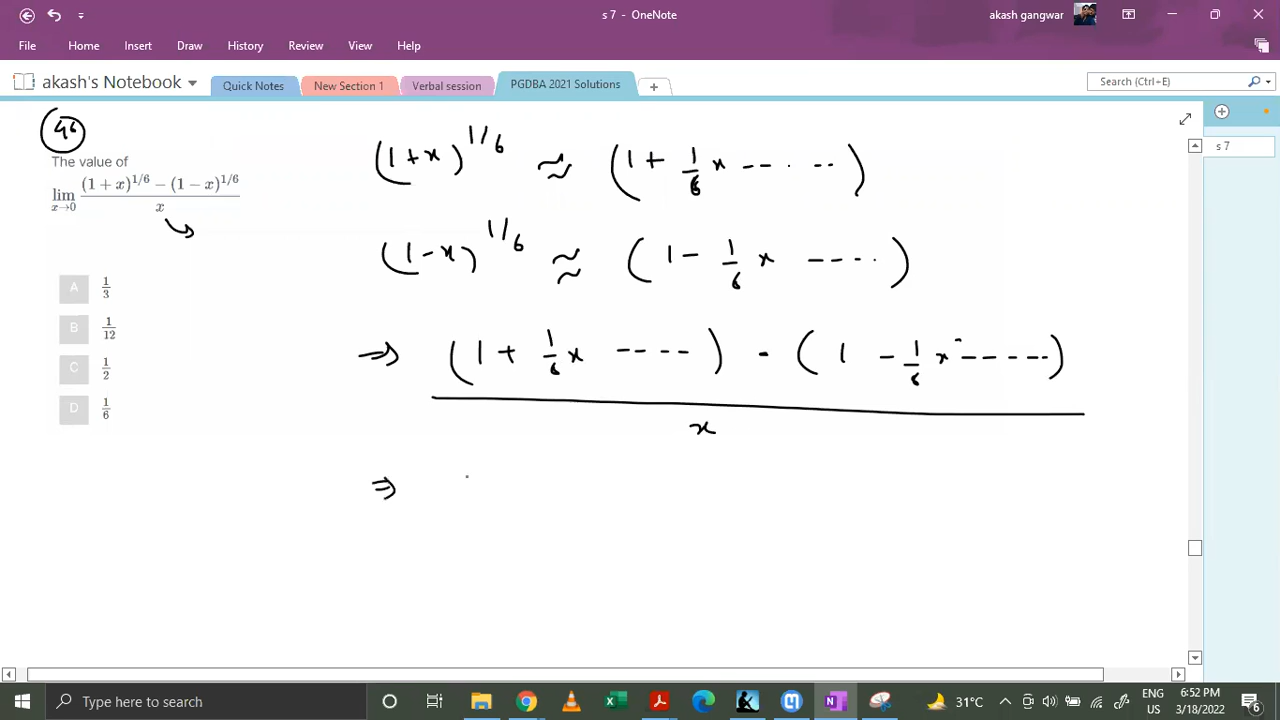 s 7 - OneNote
akash gangwar
File Home Insert Draw History Review View Help
akash's Notebook
Quick Notes
New Section 1
Verbal session
PGDBA 2021 Solutions
+
Search (Ctrl+E)
s 7
46
The value of
lim x→0 ((1 + x)^1/6 − (1 − x)^1/6) / x
A 1/3
B 1/12
C 1/2
D 1/6
(1+x)^1/6 ≈ (1 + 1/6 x -- - · --)
(1-x)^1/6 ≈ (1 - 1/6 x ---- ·)
⇒ (1 + 1/6 x ----) - (1 - 1/6 x -----)
x
⇒
Type here to search
31°C
ENG
US
6:52 PM
3/18/2022
6